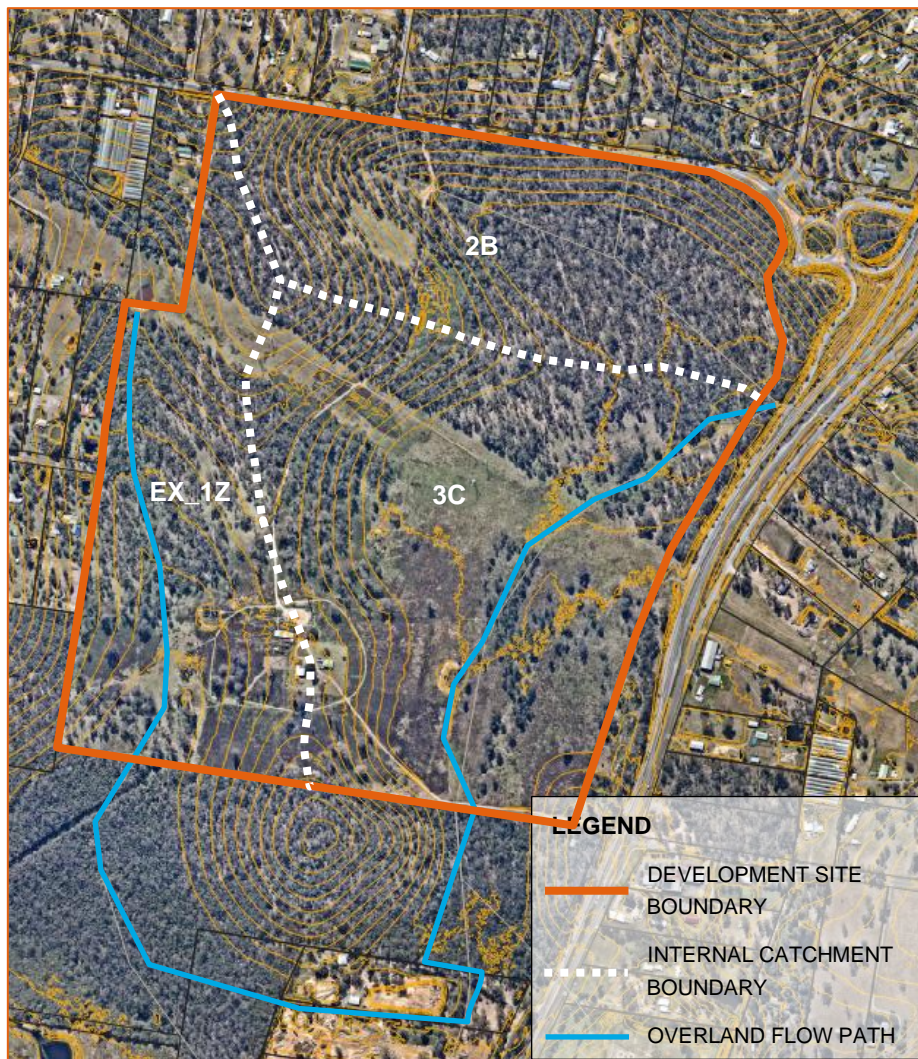 2B
EX_1Z
3C
LEGEND
DEVELOPMENT SITE
BOUNDARY
INTERNAL CATCHMENT
BOUNDARY
OVERLAND FLOW PATH